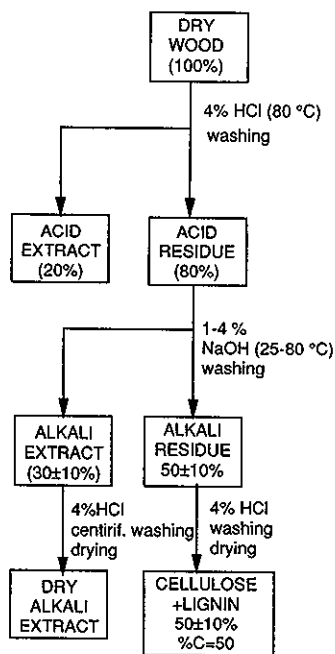 DRY
WOOD
(100%)
4% HCl (80 °C)
washing
ACID
EXTRACT
(20%)
ACID
RESIDUE
(80%)
1-4 %
NaOH (25-80 °C)
washing
ALKALI
EXTRACT
(30±10%)
ALKALI
RESIDUE
50±10%
4%HCl
centirif. washing
drying
4% HCl
washing
drying
DRY
ALKALI
EXTRACT
CELLULOSE
+LIGNIN
50±10%
%C=50